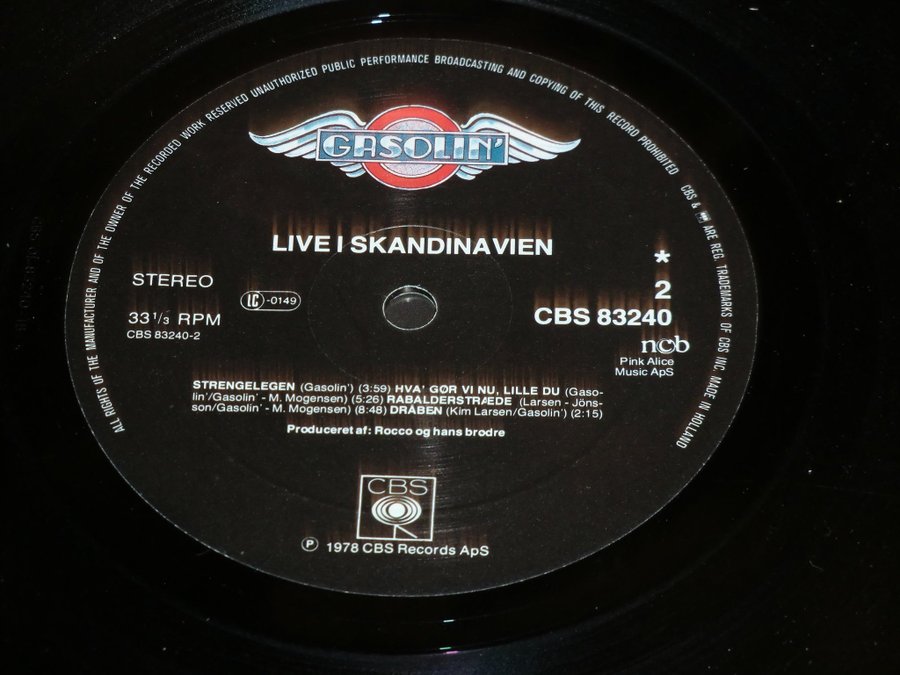 ALL RIGHTS OF THE MANUFACTURER AND OF THE OWNER OF THE RECORDED WORK RESERVED UNAUTHORIZED PUBLIC PERFORMANCE BROADCASTING AND COPYING OF THIS RECORD PROHIBITED CBS & ARE REG. TRADEMARKS OF CBS INC. MADE IN HOLLAND
GASOLIN'
LIVE I SKANDINAVIEN
STEREO
LC-0149
*
2
33 1/3 RPM
CBS 83240
CBS 83240-2
ncb
Pink Alice
Music ApS
STRENGELEGEN (Gasolin') (3:59) HVA' GØR VI NU, LILLE DU (Gaso-
lin'/Gasolin' - M. Mogensen) (5:26) RABALDERSTRÆDE (Larsen - Jöns-
son/Gasolin' - M. Mogensen) (8:48) DRÅBEN (Kim Larsen/Gasolin') (2:15)
Produceret af: Rocco og hans brodre
CBS
℗ 1978 CBS Records ApS